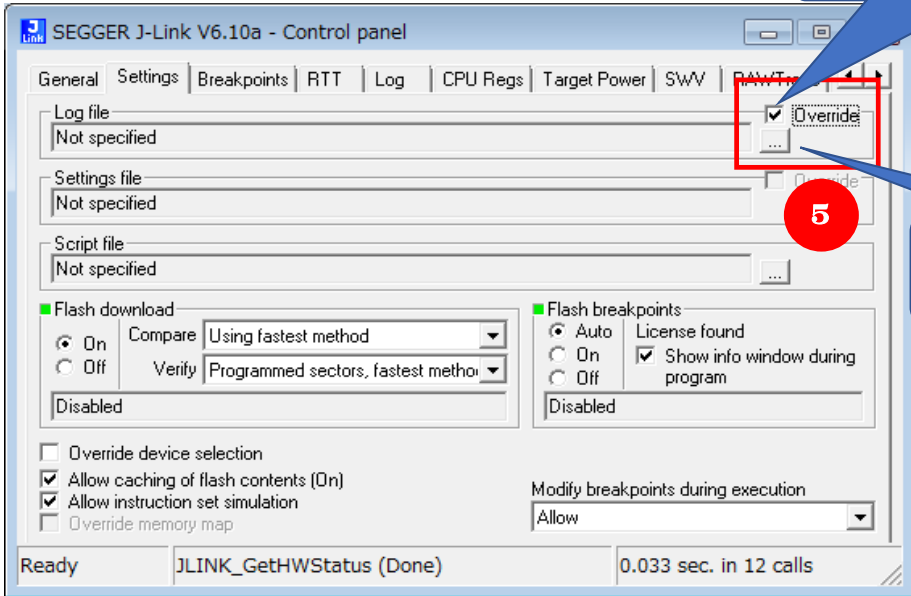 J
Link
SEGGER J-Link V6.10a - Control panel
General Settings Breakpoints RTT Log CPU Regs Target Power SWV RAWTrace
Log file
Override
Not specified
...
Settings file
Override
Not specified
5
Script file
Not specified
...
Flash download
On
Off
Compare Using fastest method
Verify Programmed sectors, fastest method
Disabled
Flash breakpoints
Auto
On
Off
License found
Show info window during
program
Disabled
Override device selection
Allow caching of flash contents (On)
Allow instruction set simulation
Override memory map
Modify breakpoints during execution
Allow
Ready JLINK_GetHWStatus (Done) 0.033 sec. in 12 calls